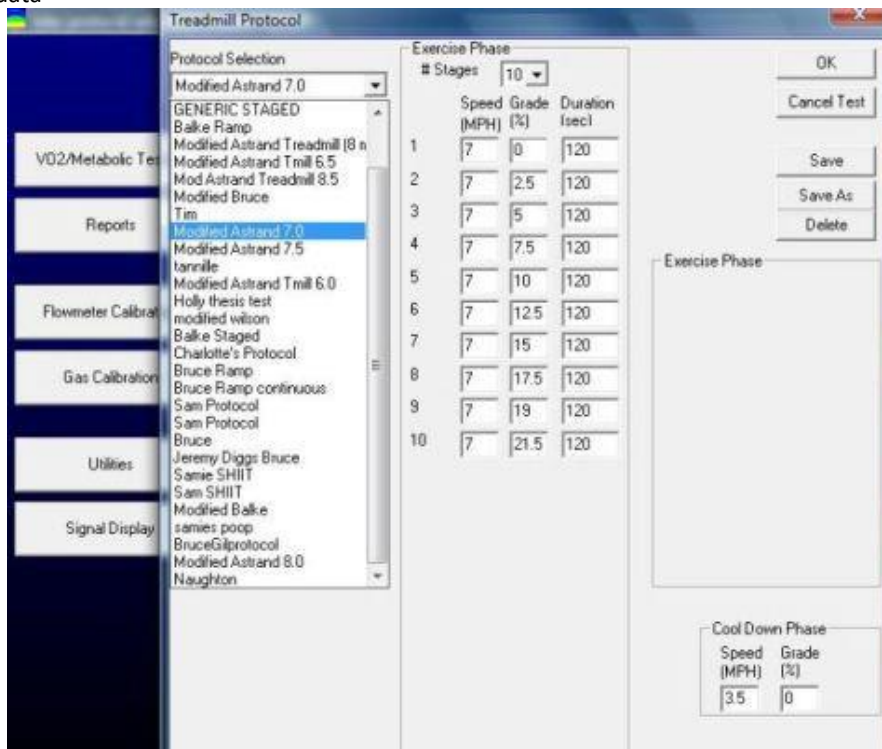 data
Treadmill Protocol
Protocol Selection
Modified Astrand 7.0
GENERIC STAGED
Balke Ramp
Modified Astrand Treadmill (8 n
Modified Astrand Tmill 6.5
Mod Astrand Treadmill 8.5
Modified Bruce
Tim
Modified Astrand 7.0
Modified Astrand 7.5
tannille
Modified Astrand Tmill 6.0
Holly thesis test
modified wilson
Balke Staged
Charlotte's Protocol
Bruce Ramp
Bruce Ramp continuous
Sam Protocol
Sam Protocol
Bruce
Jeremy Diggs Bruce
Samie SHIIT
Sam SHIIT
Modified Balke
samies poop
BruceGilprotocol
Modified Astrand 8.0
Naughton
VO2/Metabolic Te
Reports
Flowmeter Calibrat
Gas Calibration
Utilities
Signal Display
Exercise Phase
# Stages 10
Speed Grade Duration
(MPH) (%) (sec)
1 7 0 120
2 7 2.5 120
3 7 5 120
4 7 7.5 120
5 7 10 120
6 7 12.5 120
7 7 15 120
8 7 17.5 120
9 7 19 120
10 7 21.5 120
OK
Cancel Test
Save
Save As
Delete
Exercise Phase
Cool Down Phase
Speed Grade
(MPH) (%)
3.5 0